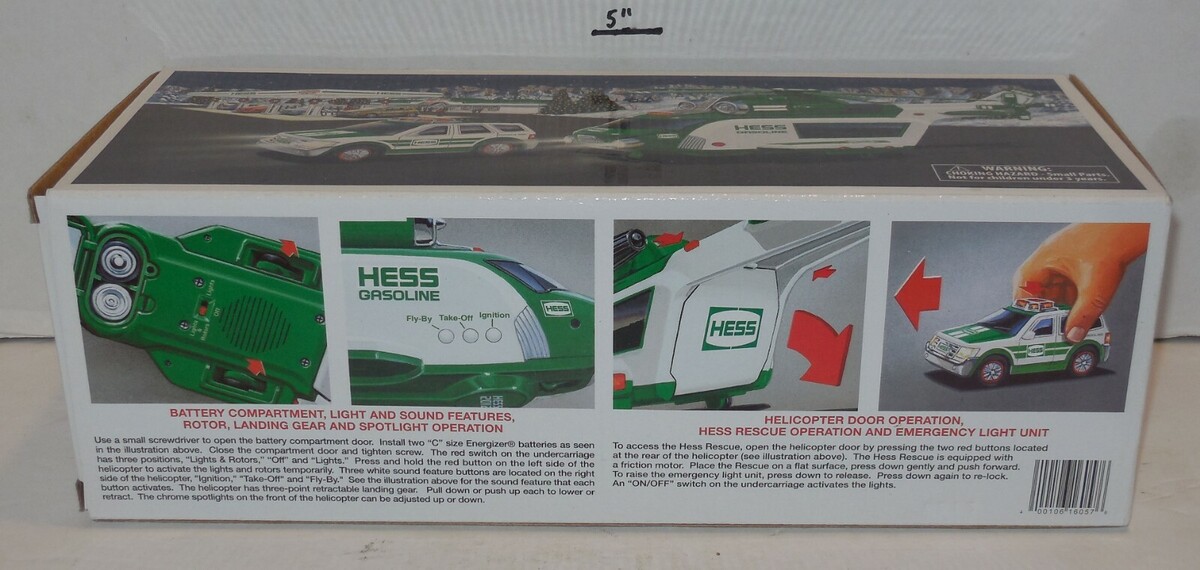 5"
HESS
HESS
GASOLINE
WARNING:
CHOKING HAZARD - Small Parts.
Not for children under 3 years.
Off
HESS
GASOLINE
HESS
Fly-By Take-Off Ignition
HESS
HESS
BATTERY COMPARTMENT, LIGHT AND SOUND FEATURES,
ROTOR, LANDING GEAR AND SPOTLIGHT OPERATION
Use a small screwdriver to open the battery compartment door. Install two "C" size Energizer® batteries as seen
in the illustration above. Close the compartment door and tighten screw. The red switch on the undercarriage
has three positions, "Lights & Rotors," "Off" and "Lights." Press and hold the red button on the left side of the
helicopter to activate the lights and rotors temporarily. Three white sound feature buttons are located on the right
side of the helicopter, "Ignition," "Take-Off" and "Fly-By." See the illustration above for the sound feature that each
button activates. The helicopter has three-point retractable landing gear. Pull down or push up each to lower or
retract. The chrome spotlights on the front of the helicopter can be adjusted up or down.
HELICOPTER DOOR OPERATION,
HESS RESCUE OPERATION AND EMERGENCY LIGHT UNIT
To access the Hess Rescue, open the helicopter door by pressing the two red buttons located
at the rear of the helicopter (see illustration above). The Hess Rescue is equipped with
a friction motor. Place the Rescue on a flat surface, press down gently and push forward.
To raise the emergency light unit, press down to release. Press down again to re-lock.
An "ON/OFF" switch on the undercarriage activates the lights.
00106 16057